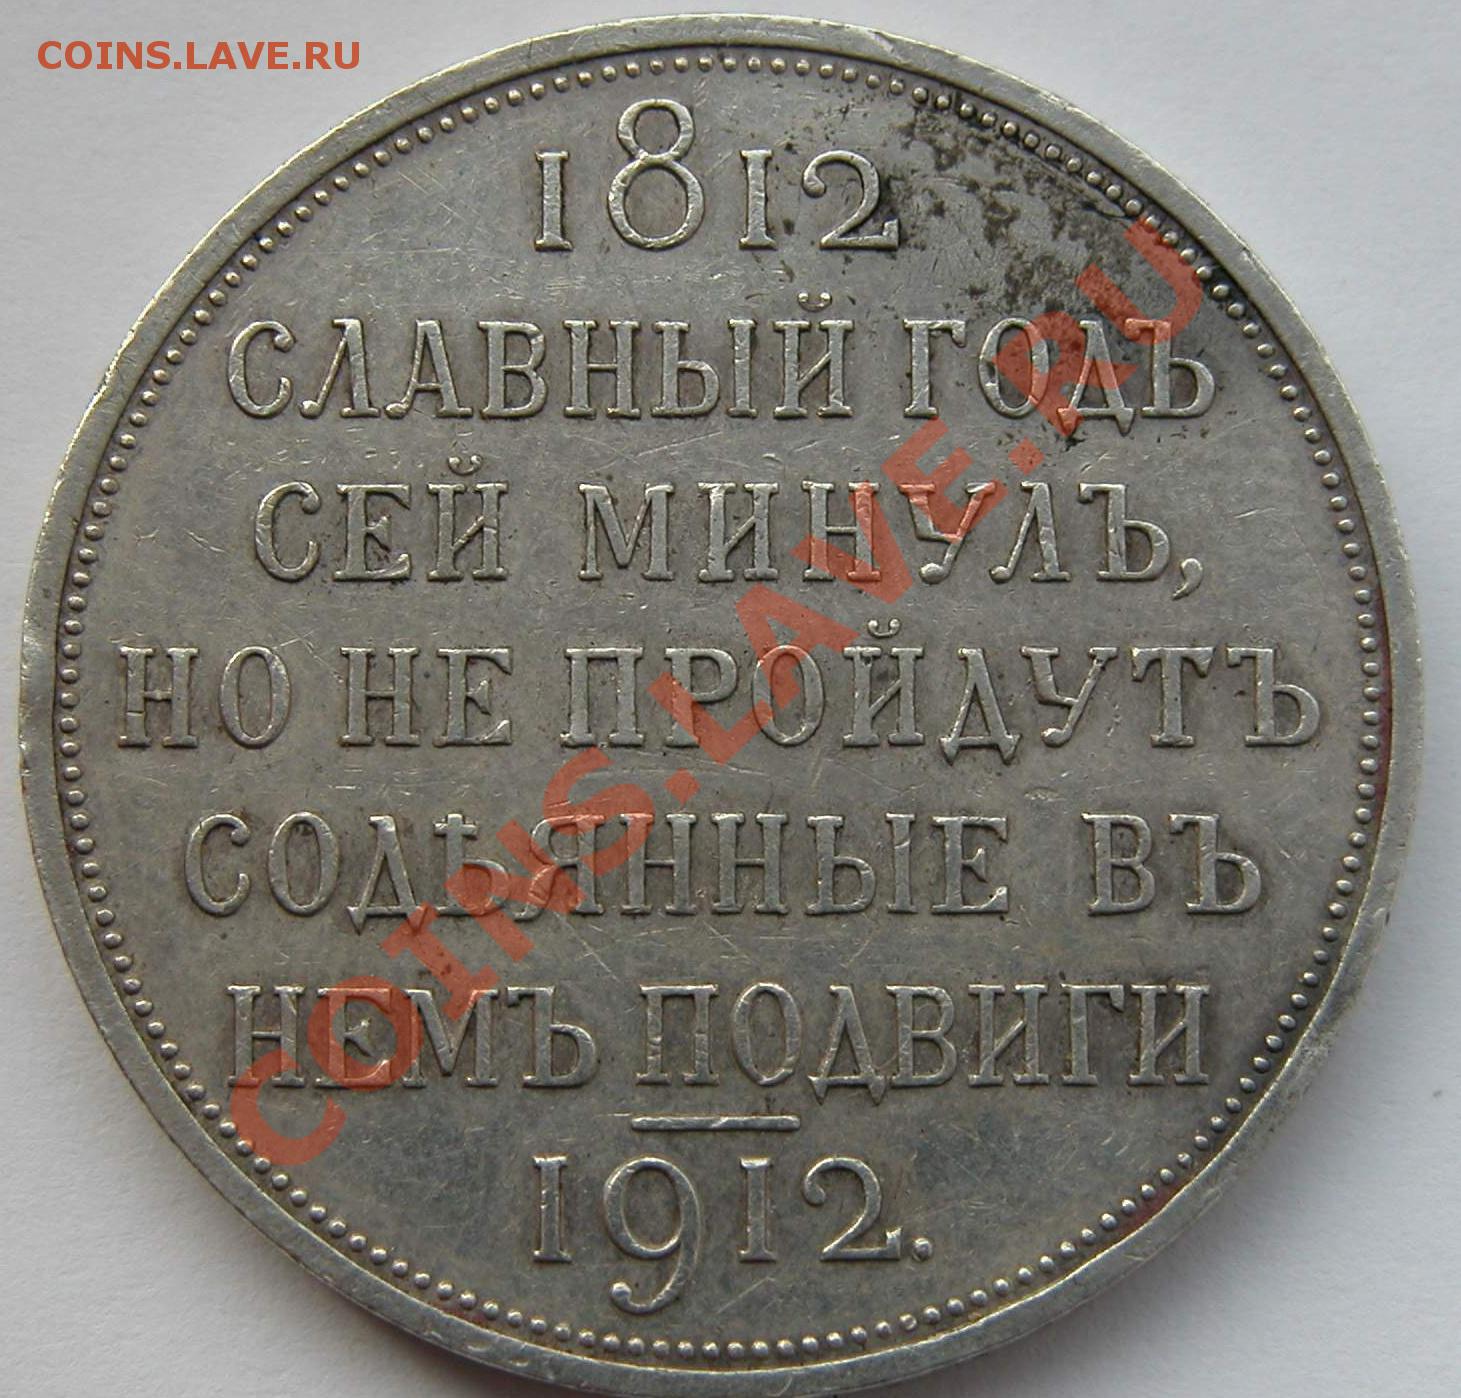 COINS.LAVE.RU
1812
СЛАВНЫЙ ГОДЪ
СЕЙ МИНУЛЪ,
НО НЕ ПРОЙДУТЪ
СОДѢЯННЫЕ ВЪ
НЕМЪ ПОДВИГИ
1912.
COINS.LAVE.RU